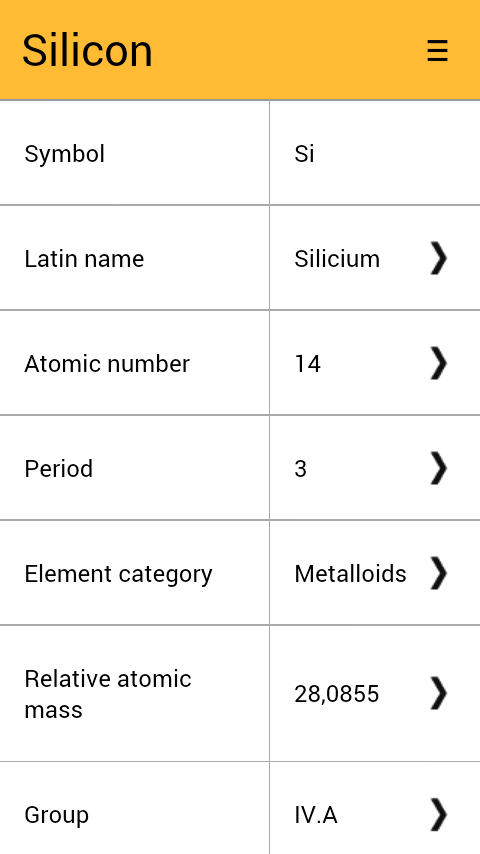 Silicon
Symbol Si
Latin name Silicium
Atomic number 14
Period 3
Element category Metalloids
Relative atomic
mass 28,0855
Group IV.A